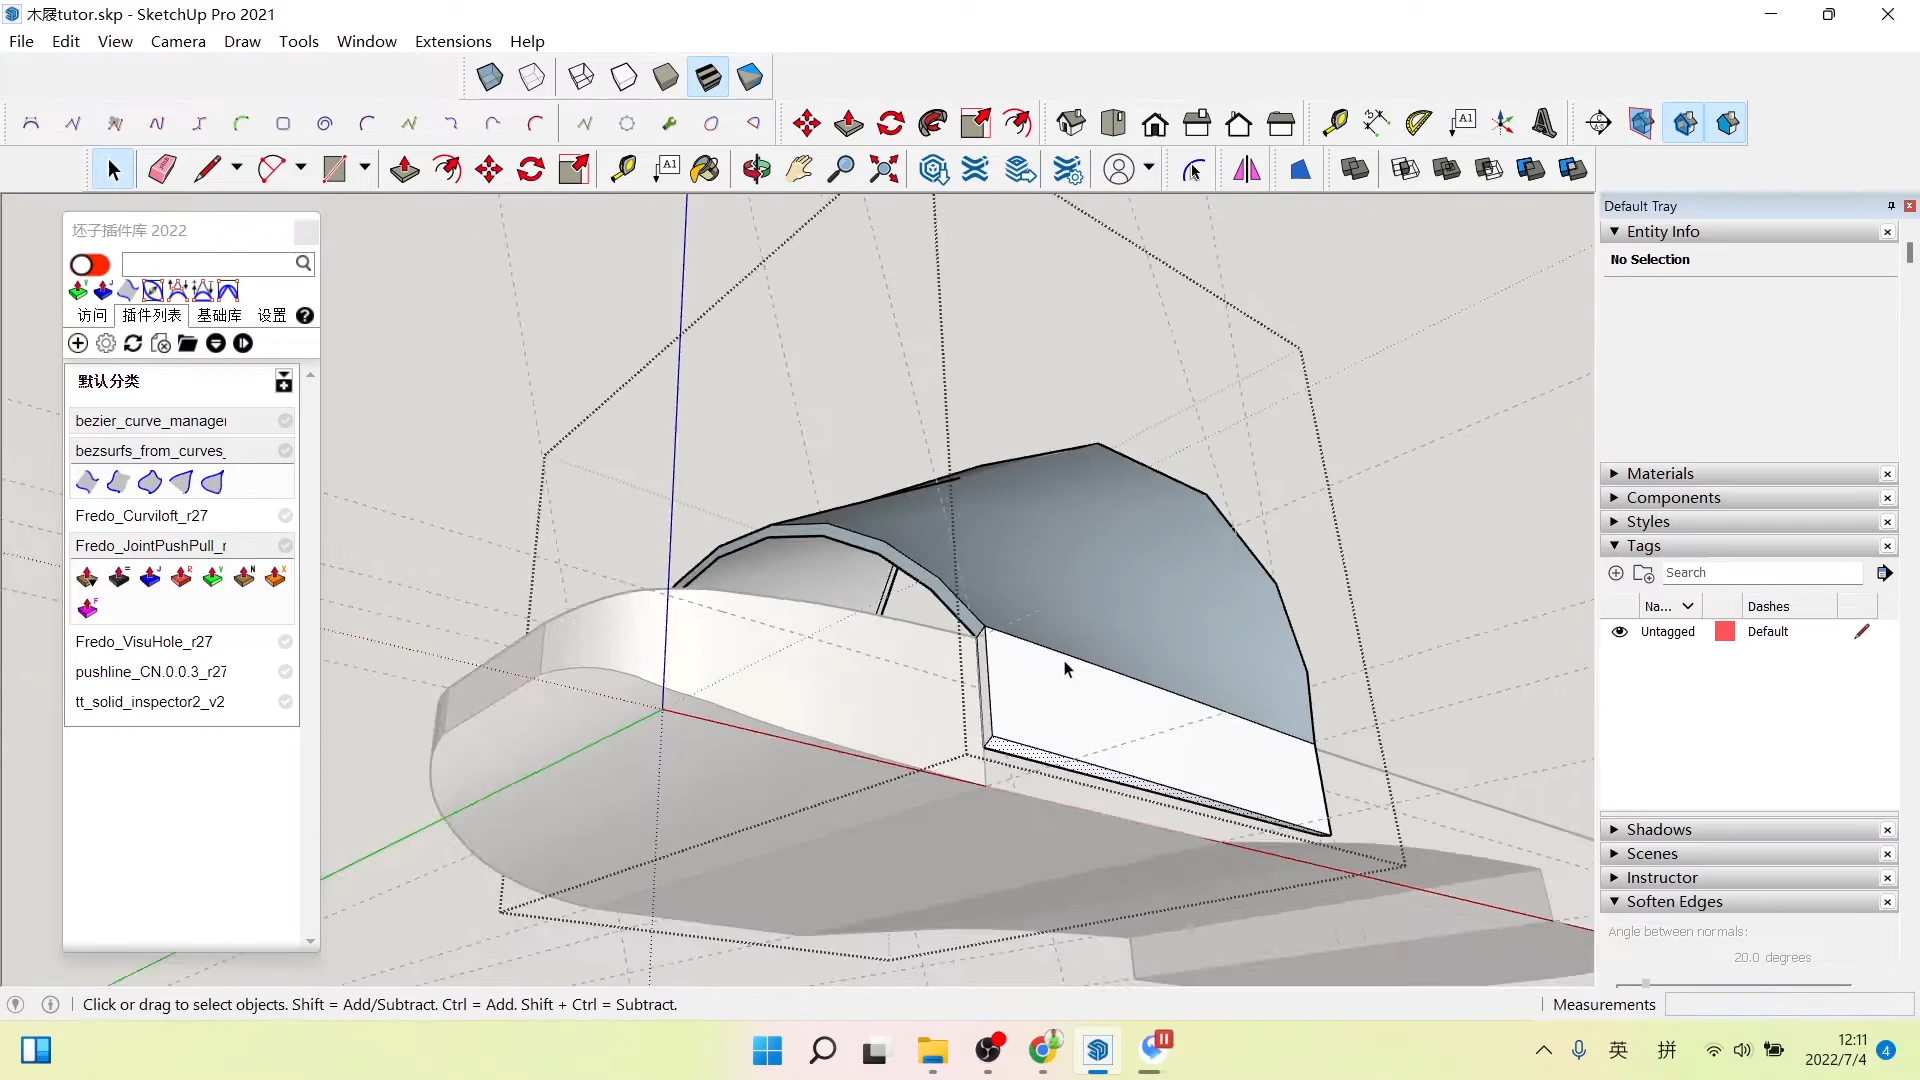 木屐tutor.skp - SketchUp Pro 2021
File Edit View Camera Draw Tools Window Extensions Help
A1
A1
Default Tray
Entity Info
No Selection
坯子插件库 2022
访问 插件列表 基础库 设置
默认分类
bezier_curve_manager
bezsurfs_from_curves_
Fredo_Curviloft_r27
Fredo_JointPushPull_r
Fredo_VisuHole_r27
pushline_CN.0.0.3_r27
tt_solid_inspector2_v2
Materials
Components
Styles
Tags
Search
Na... Dashes
Untagged Default
Shadows
Scenes
Instructor
Soften Edges
Angle between normals:
20.0 degrees
Click or drag to select objects. Shift = Add/Subtract. Ctrl = Add. Shift + Ctrl = Subtract.
Measurements
英 拼
12:11
2022/7/4
4